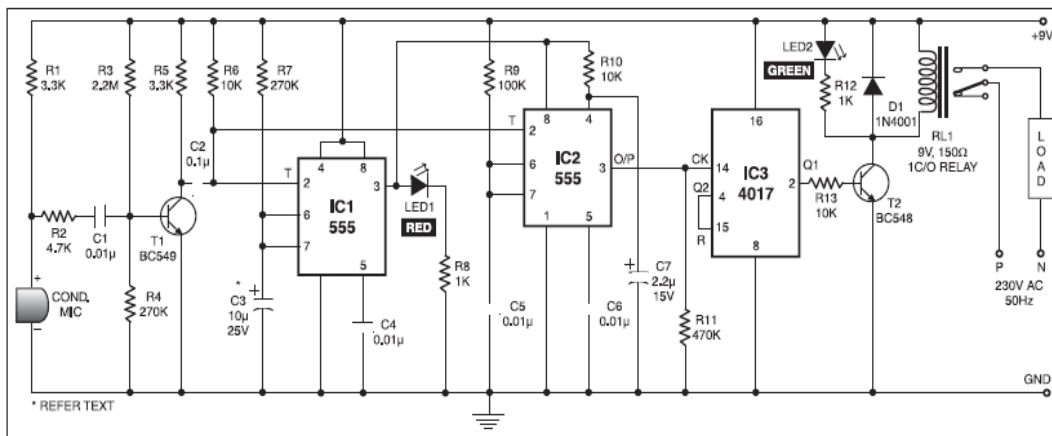 +9V
R1
3.3K
R3
2.2M
R5
3.3K
R6
10K
R7
270K
R9
100K
R10
10K
LED2
GREEN
R12
1K
D1
1N4001
RL1
9V, 150Ω
1C/O RELAY
LOAD
C2
0.1µ
T
2
4
8
3
6
7
5
IC1
555
LED1
RED
R8
1K
T
2
8
4
6
7
3
1
5
IC2
555
O/P
CK
14
16
Q2
4
15
R
8
2
Q1
IC3
4017
R13
10K
T2
BC548
R2
4.7K
C1
0.01µ
T1
BC549
+
COND.
MIC
–
R4
270K
*
+
C3
10µ
25V
C4
0.01µ
C5
0.01µ
C6
0.01µ
+
C7
2.2µ
15V
R11
470K
P
N
230V AC
50Hz
GND
* REFER TEXT